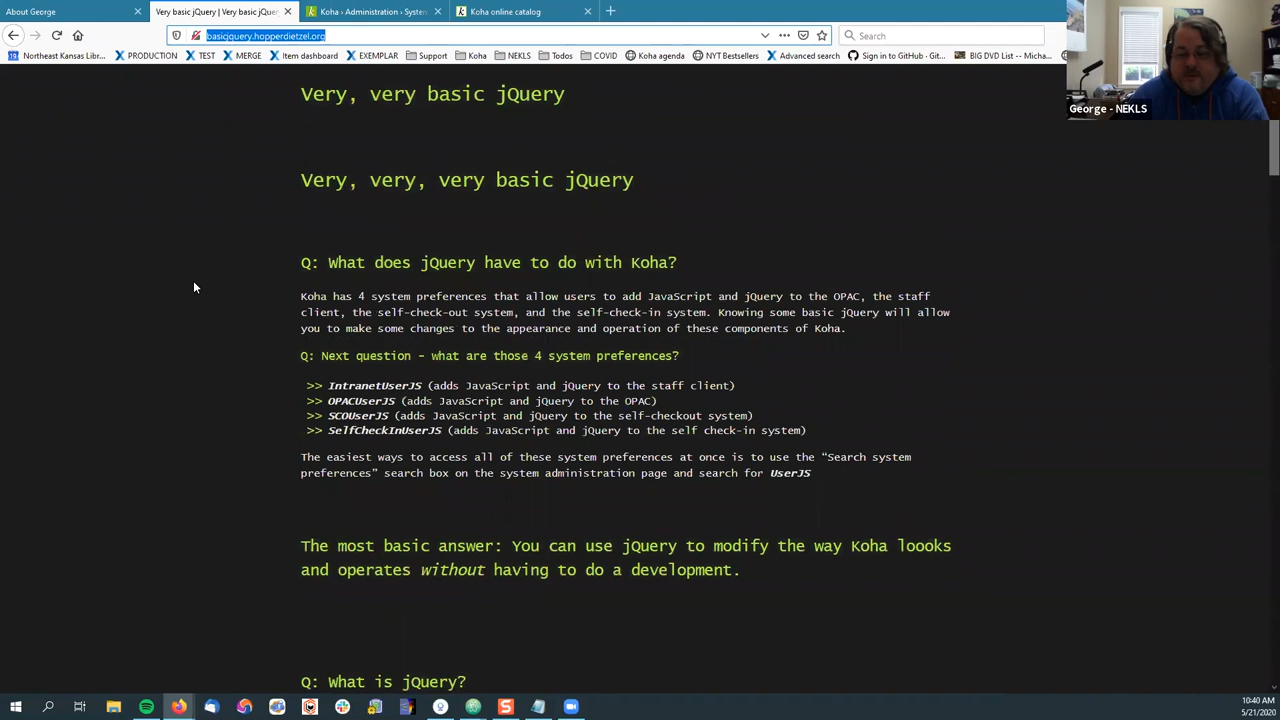 About George
Very basic jQuery | Very basic jQuer
Koha › Administration › System
Koha online catalog
basicjquery.hopperdietzel.org
Search
Northeast Kansas Libr...
PRODUCTION
TEST
MERGE
Item dashboard
EXEMPLAR
Support
Koha
NEKLS
Todos
COVID
Koha agenda
NYT Bestsellers
Advanced search
Sign in to GitHub · Git...
BIG DVD List -- Micha...
George - NEKLS
Very, very basic jQuery
Very, very, very basic jQuery
Q: What does jQuery have to do with Koha?
Koha has 4 system preferences that allow users to add JavaScript and jQuery to the OPAC, the staff
client, the self-check-out system, and the self-check-in system. Knowing some basic jQuery will allow
you to make some changes to the appearance and operation of these components of Koha.
Q: Next question - what are those 4 system preferences?
>> IntranetUserJS (adds JavaScript and jQuery to the staff client)
>> OPACUserJS (adds JavaScript and jQuery to the OPAC)
>> SCOUserJS (adds JavaScript and jQuery to the self-checkout system)
>> SelfCheckInUserJS (adds JavaScript and jQuery to the self check-in system)
The easiest ways to access all of these system preferences at once is to use the “Search system
preferences” search box on the system administration page and search for UserJS
The most basic answer: You can use jQuery to modify the way Koha loooks
and operates without having to do a development.
Q: What is jQuery?
10:40 AM
5/21/2020